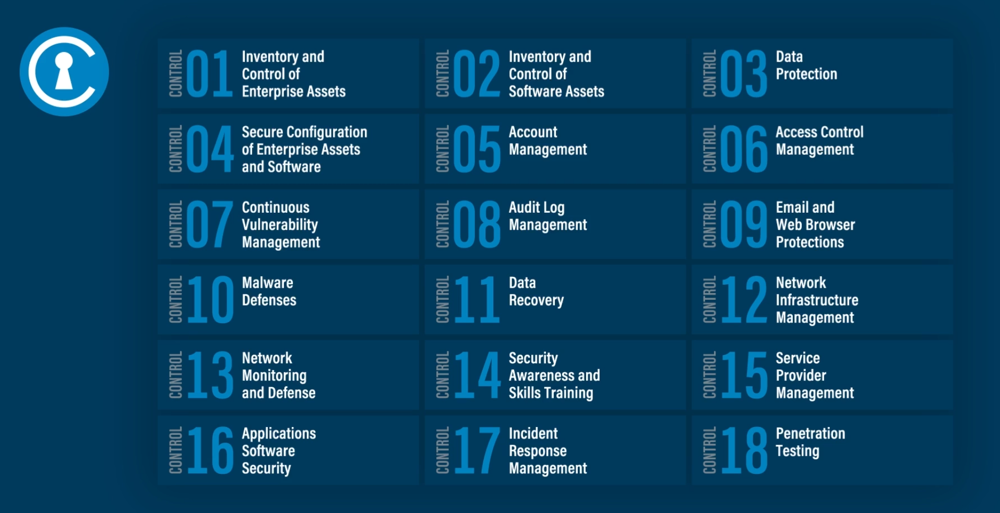 CONTROL
01
Inventory and
Control of
Enterprise Assets
CONTROL
02
Inventory and
Control of
Software Assets
CONTROL
03
Data
Protection
CONTROL
04
Secure Configuration
of Enterprise Assets
and Software
CONTROL
05
Account
Management
CONTROL
06
Access Control
Management
CONTROL
07
Continuous
Vulnerability
Management
CONTROL
08
Audit Log
Management
CONTROL
09
Email and
Web Browser
Protections
CONTROL
10
Malware
Defenses
CONTROL
11
Data
Recovery
CONTROL
12
Network
Infrastructure
Management
CONTROL
13
Network
Monitoring
and Defense
CONTROL
14
Security
Awareness and
Skills Training
CONTROL
15
Service
Provider
Management
CONTROL
16
Applications
Software
Security
CONTROL
17
Incident
Response
Management
CONTROL
18
Penetration
Testing